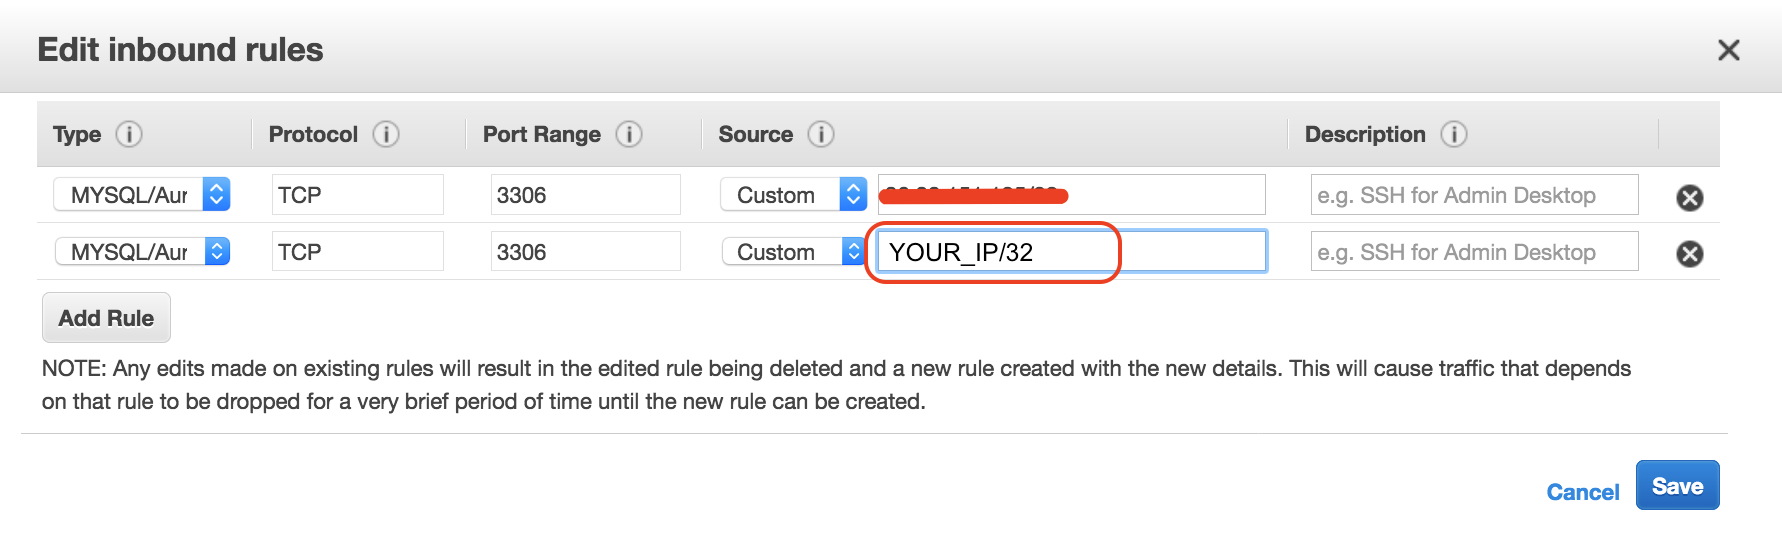 Edit inbound rules
Type Protocol Port Range Source Description
MYSQL/Aur TCP 3306 Custom e.g. SSH for Admin Desktop
MYSQL/Aur TCP 3306 Custom YOUR_IP/32 e.g. SSH for Admin Desktop
Add Rule
NOTE: Any edits made on existing rules will result in the edited rule being deleted and a new rule created with the new details. This will cause traffic that depends
on that rule to be dropped for a very brief period of time until the new rule can be created.
Cancel Save